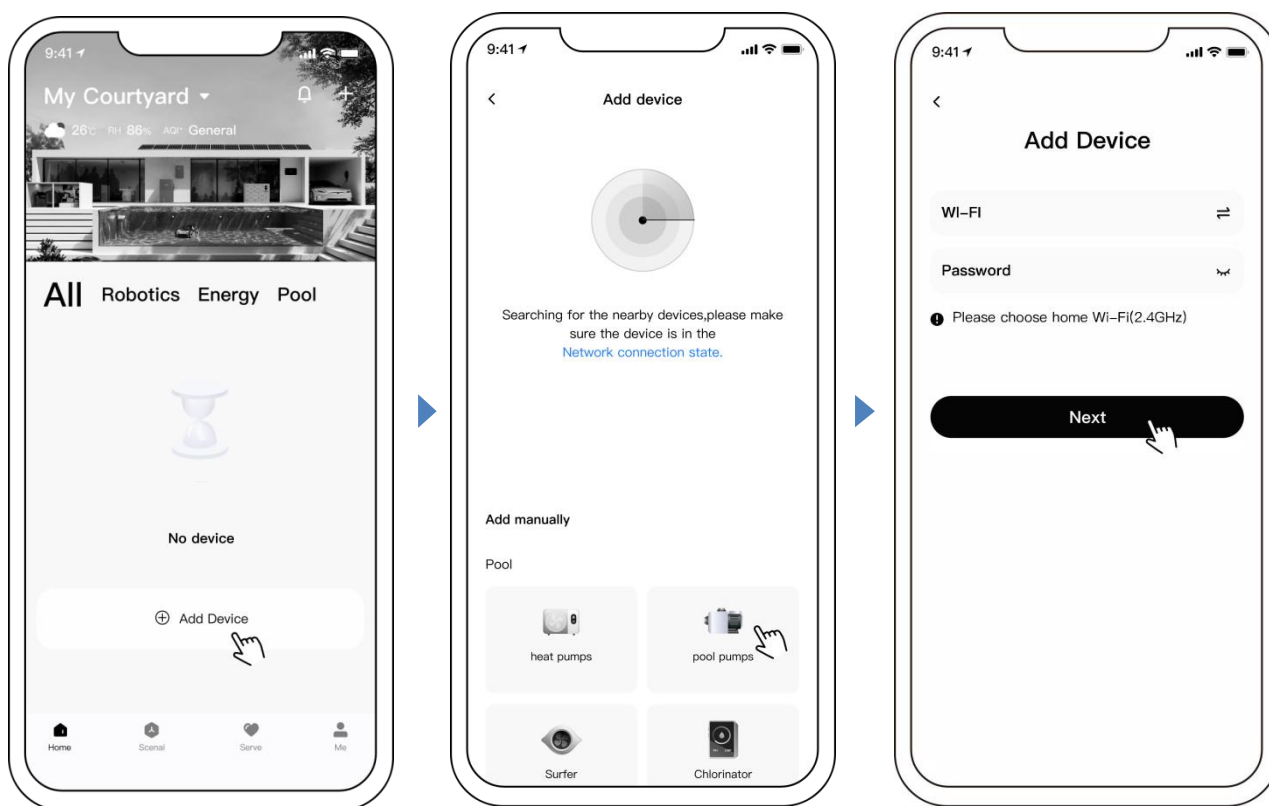 9:41
My Courtyard
26°C RH 86% AQI· General
All Robotics Energy Pool
No device
Add Device
Home Scenal Serve Me
9:41
Add device
Searching for the nearby devices,please make
sure the device is in the
Network connection state.
Add manually
Pool
heat pumps pool pumps
Surfer Chlorinator
9:41
Add Device
WI-FI
Password
Please choose home Wi-Fi(2.4GHz)
Next